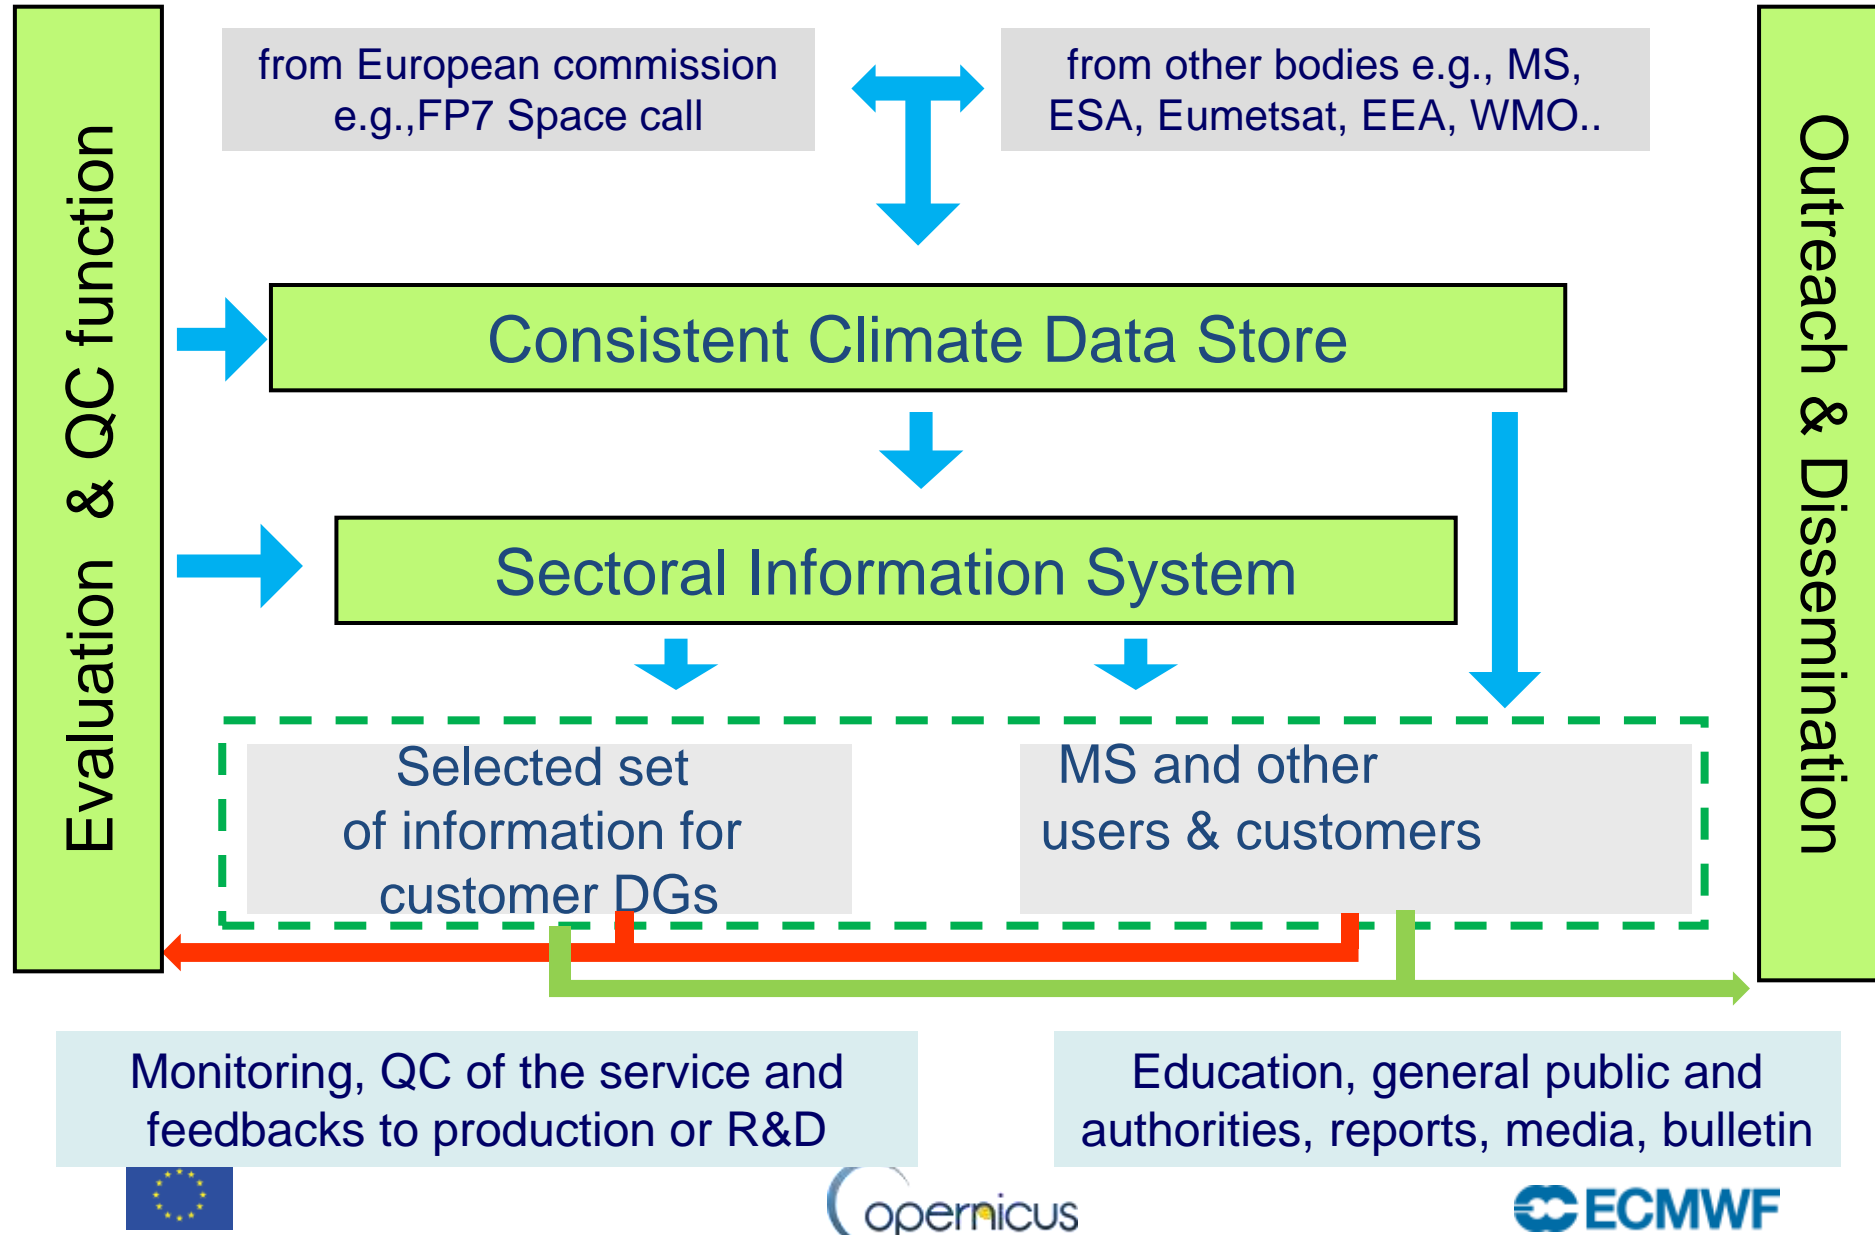 Evaluation & QC function
from European commission
e.g.,FP7 Space call
from other bodies e.g., MS,
ESA, Eumetsat, EEA, WMO..
Consistent Climate Data Store
Sectoral Information System
Selected set
of information for
customer DGs
MS and other
users & customers
Outreach & Dissemination
Monitoring, QC of the service and
feedbacks to production or R&D
Education, general public and
authorities, reports, media, bulletin
Copernicus
ECMWF